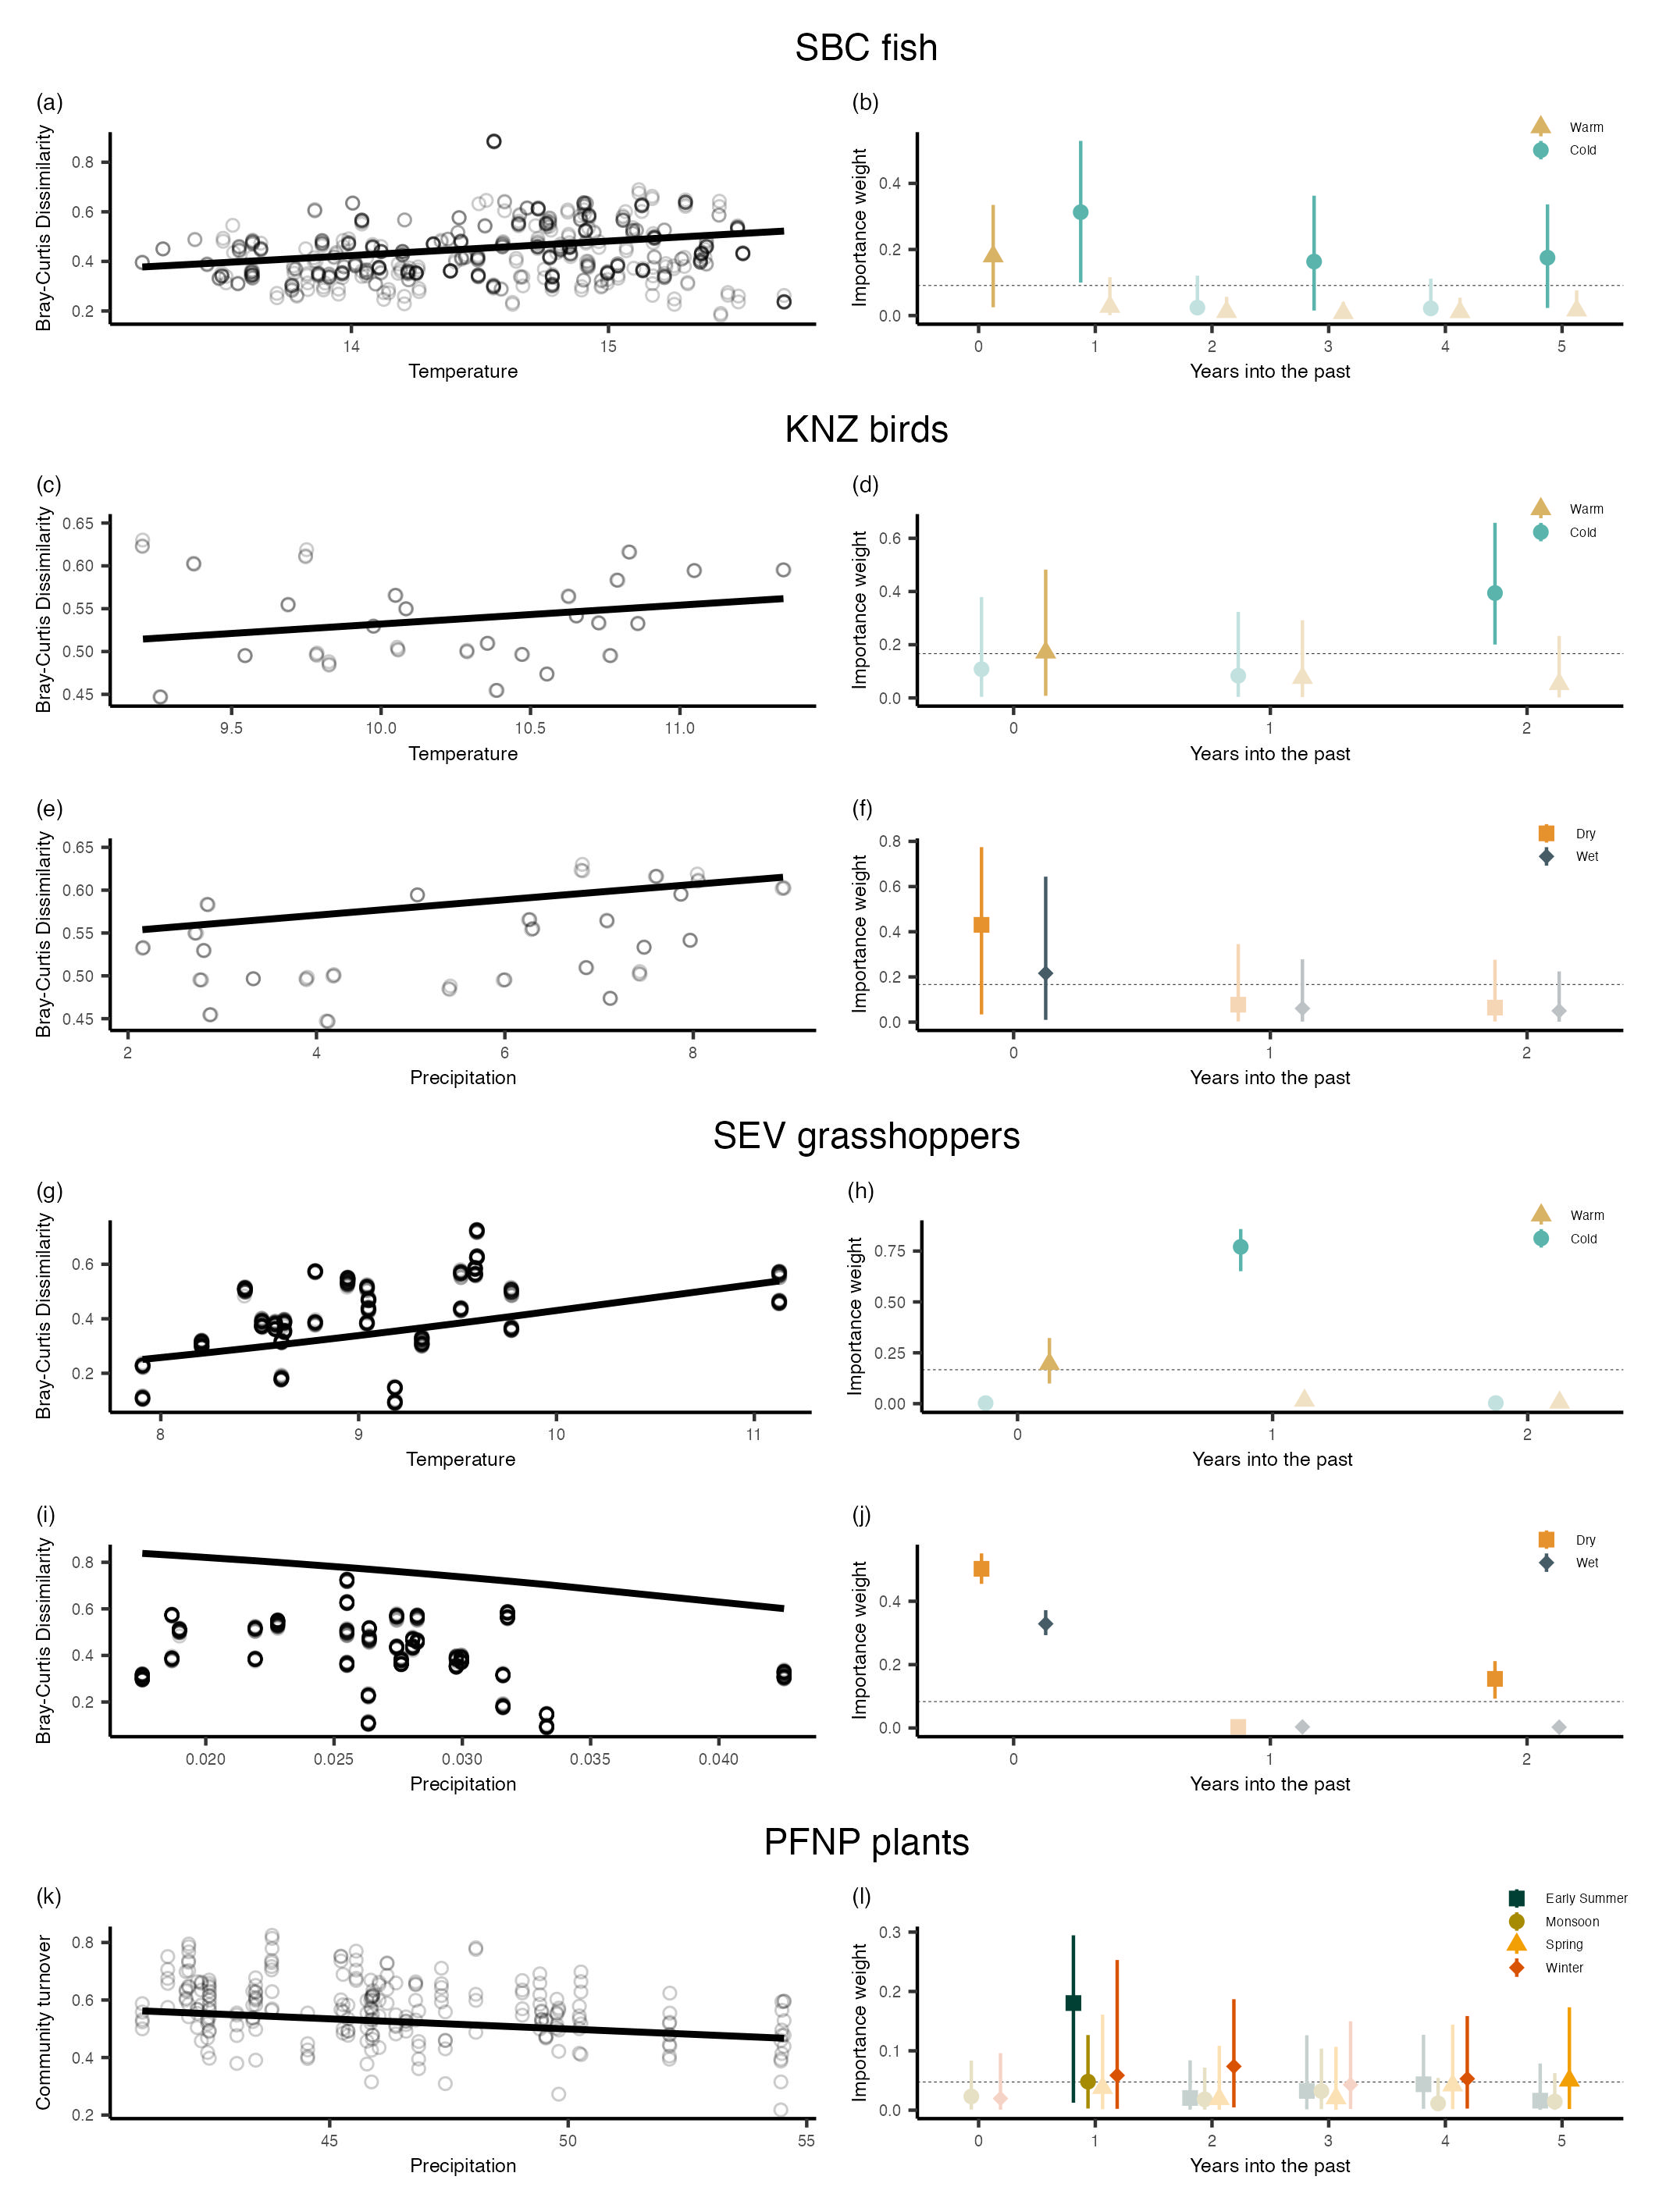 SBC fish
(a)
Bray-Curtis Dissimilarity
0.8
0.6
0.4
0.2
14
15
Temperature
(b)
Importance weight
0.4
0.2
0.0
0
1
2
3
4
5
Years into the past
Warm
Cold
KNZ birds
(c)
Bray-Curtis Dissimilarity
0.65
0.60
0.55
0.50
0.45
9.5
10.0
10.5
11.0
Temperature
(d)
Importance weight
0.6
0.4
0.2
0.0
0
1
2
Years into the past
Warm
Cold
(e)
Bray-Curtis Dissimilarity
0.65
0.60
0.55
0.50
0.45
2
4
6
8
Precipitation
(f)
Importance weight
0.8
0.6
0.4
0.2
0.0
0
1
2
Years into the past
Dry
Wet
SEV grasshoppers
(g)
Bray-Curtis Dissimilarity
0.6
0.4
0.2
8
9
10
11
Temperature
(h)
Importance weight
0.75
0.50
0.25
0.00
0
1
2
Years into the past
Warm
Cold
(i)
Bray-Curtis Dissimilarity
0.8
0.6
0.4
0.2
0.020
0.025
0.030
0.035
0.040
Precipitation
(j)
Importance weight
0.4
0.2
0.0
0
1
2
Years into the past
Dry
Wet
PFNP plants
(k)
Community turnover
0.8
0.6
0.4
0.2
45
50
55
Precipitation
(l)
Importance weight
0.3
0.2
0.1
0.0
0
1
2
3
4
5
Years into the past
Early Summer
Monsoon
Spring
Winter